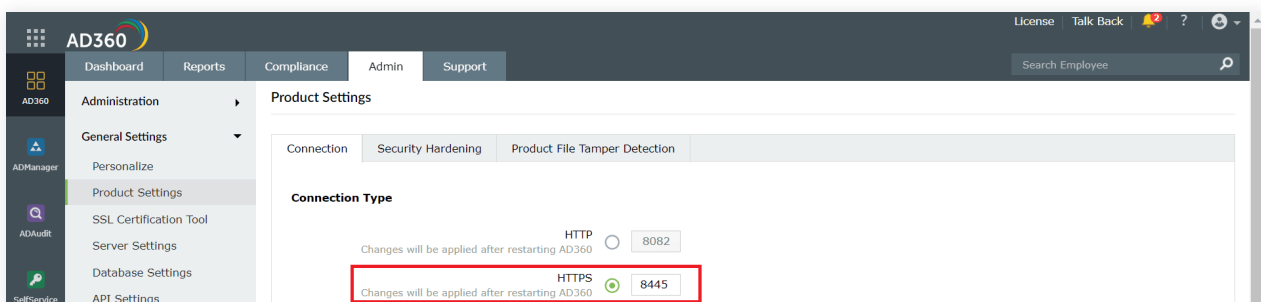 License Talk Back 2 ?
AD360
Dashboard Reports Compliance Admin Support
Search Employee
AD360
ADManager
ADAudit
SelfService
Administration
General Settings
Personalize
Product Settings
SSL Certification Tool
Server Settings
Database Settings
API Settings
Product Settings
Connection Security Hardening Product File Tamper Detection
Connection Type
HTTP 8082
Changes will be applied after restarting AD360
HTTPS 8445
Changes will be applied after restarting AD360